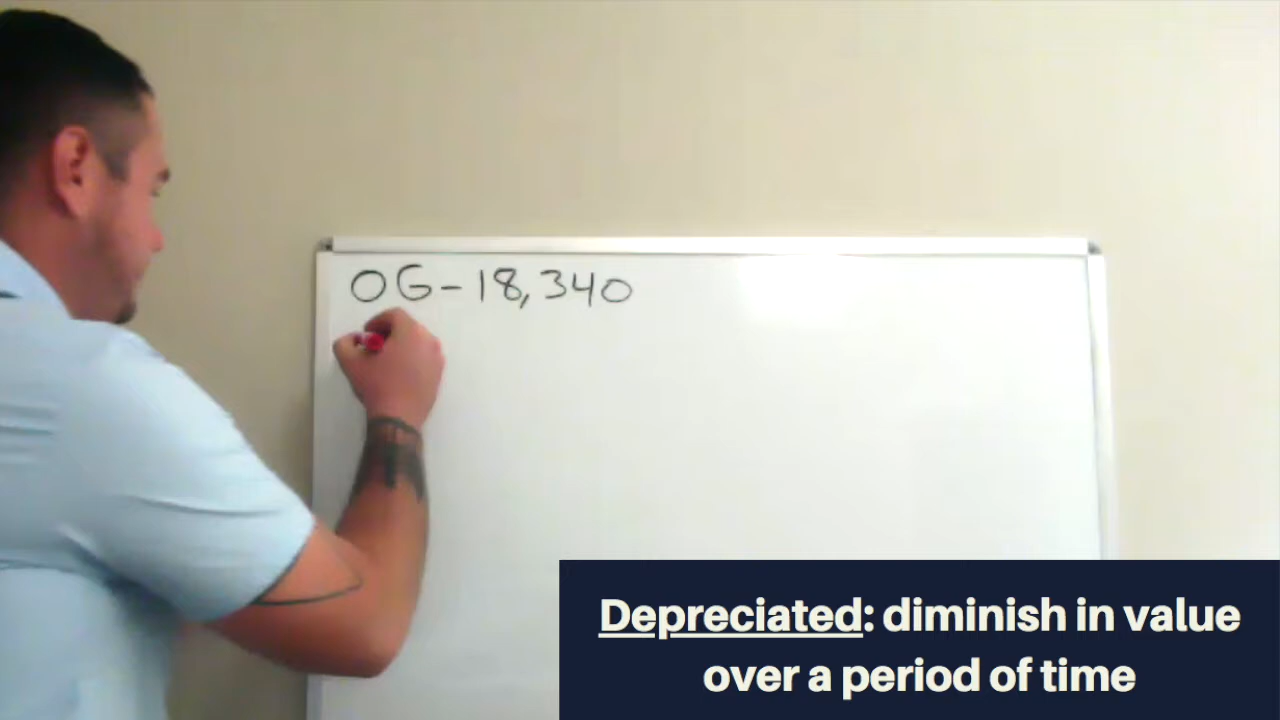 OG - 18,340
Depreciated: diminish in value
over a period of time